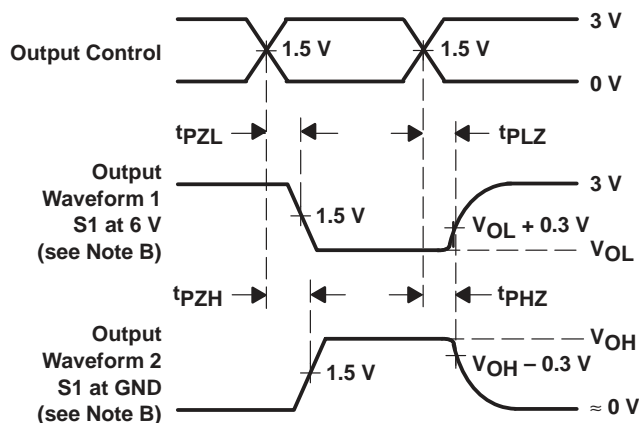 3 V
Output Control
1.5 V
1.5 V
0 V
tPZL
tPLZ
Output
Waveform 1
S1 at 6 V
(see Note B)
3 V
1.5 V
VOL + 0.3 V
VOL
tPZH
tPHZ
Output
Waveform 2
S1 at GND
(see Note B)
VOH
1.5 V
VOH – 0.3 V
≈ 0 V